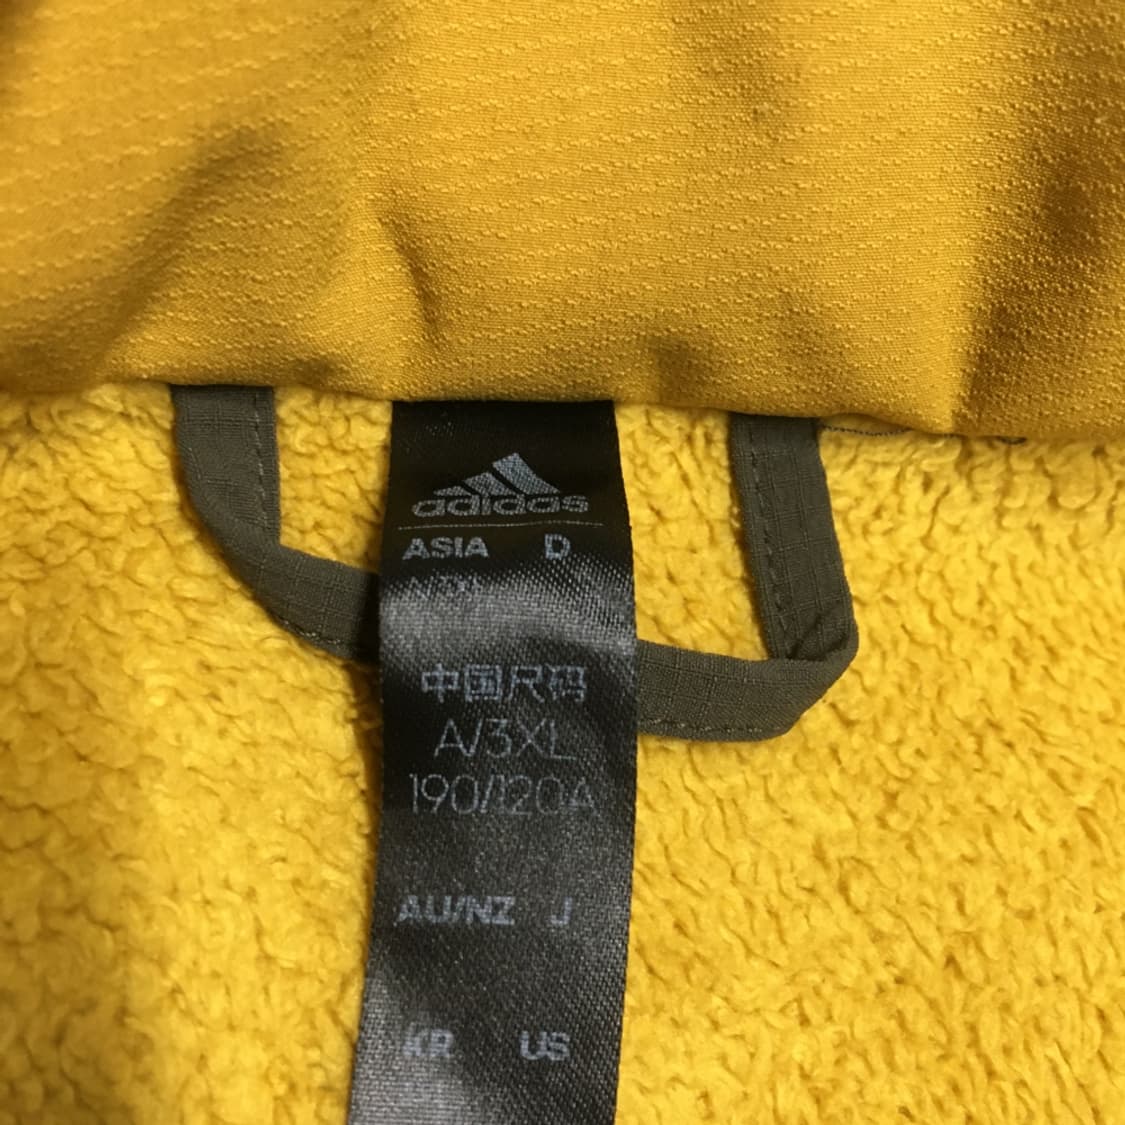 adidas
ASIA D
中国尺码
A/3XL
190/120A
AU/NZ J
KR US